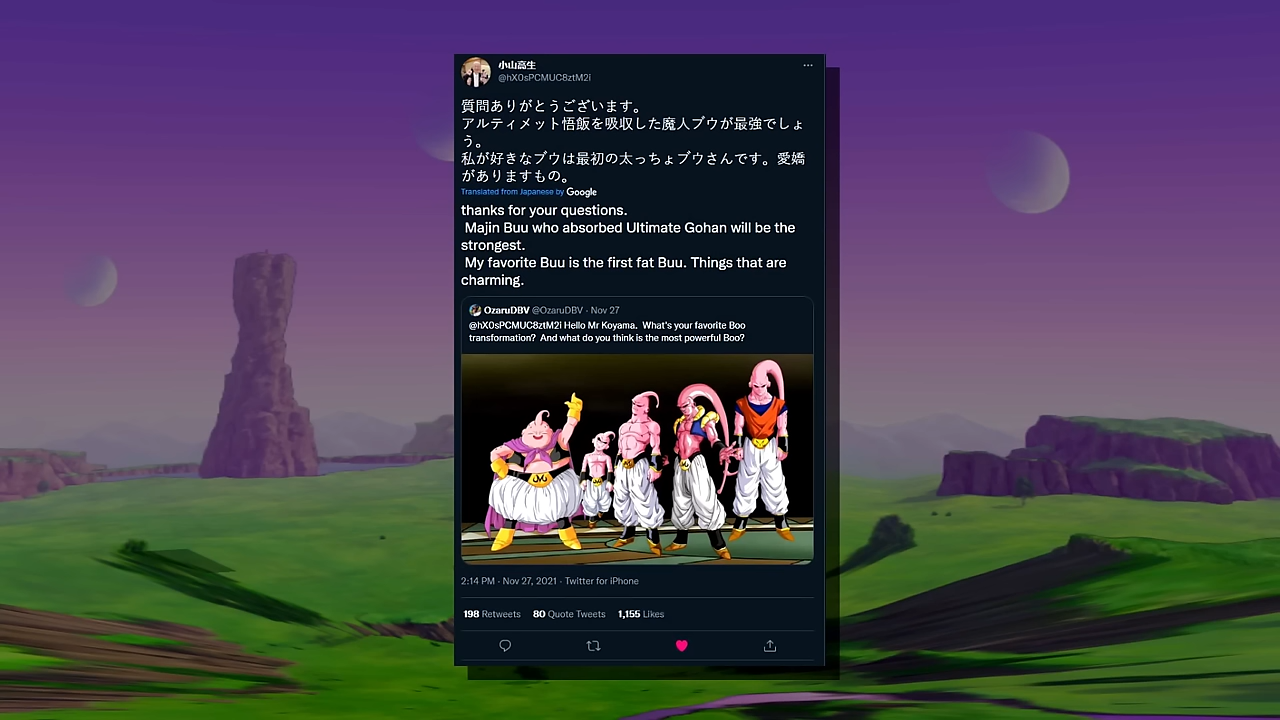 小山高生
@hX0sPCMUC8ztM2i
質問ありがとうございます。
アルティメット悟飯を吸収した魔人ブウが最強でしょ
う。
私が好きなブウは最初の太っちょブウさんです。愛嬌
がありますもの。
Translated from Japanese by Google
thanks for your questions.
Majin Buu who absorbed Ultimate Gohan will be the
strongest.
My favorite Buu is the first fat Buu. Things that are
charming.
OzaruDBV @OzaruDBV · Nov 27
@hX0sPCMUC8ztM2i Hello Mr Koyama. What's your favorite Boo
transformation? And what do you think is the most powerful Boo?
2:14 PM · Nov 27, 2021 · Twitter for iPhone
198 Retweets 80 Quote Tweets 1,155 Likes